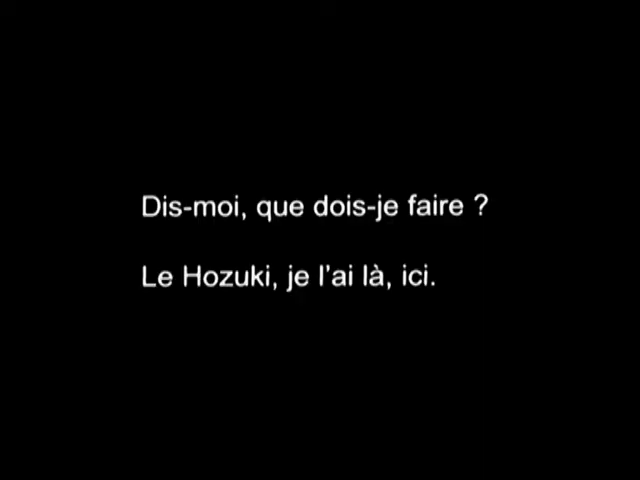 Dis-moi, que dois-je faire ?
Le Hozuki, je l'ai là, ici.